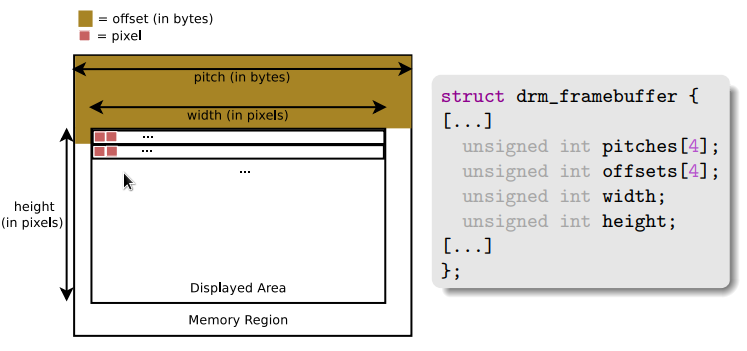 = offset (in bytes)
= pixel
pitch (in bytes)
width (in pixels)
...
...
...
height
(in pixels)
Displayed Area
Memory Region
struct drm_framebuffer {
[...]
unsigned int pitches[4];
unsigned int offsets[4];
unsigned int width;
unsigned int height;
[...]
};